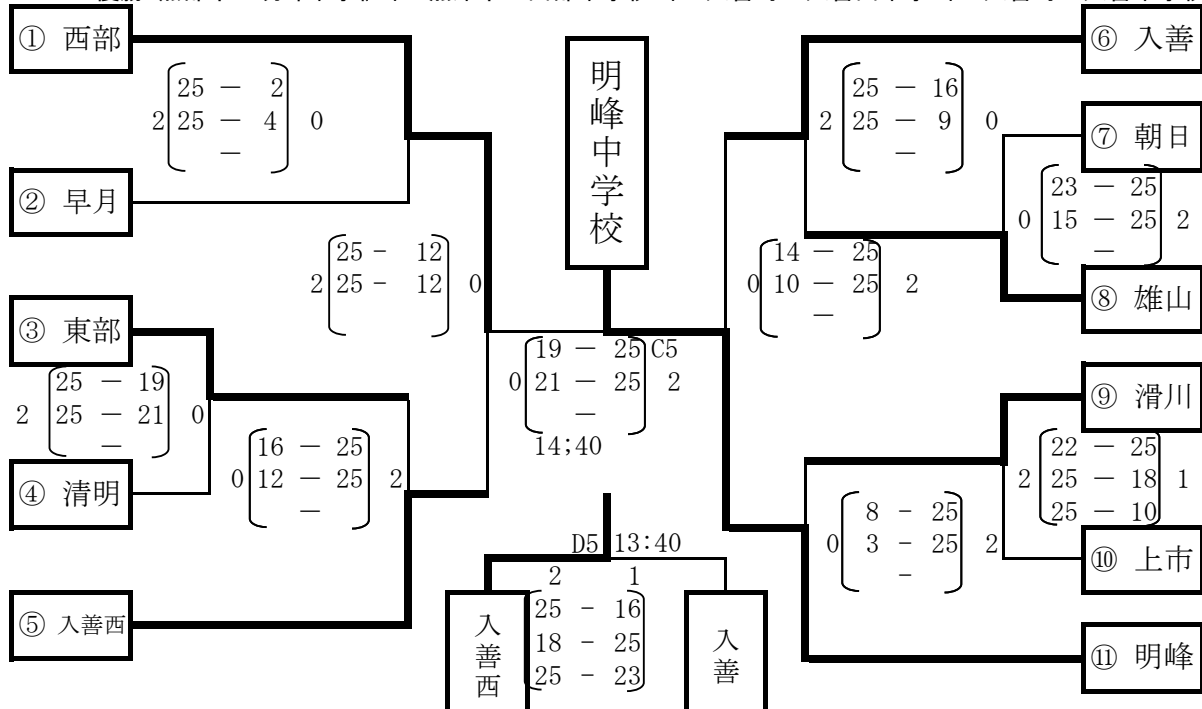 ① 西部
25 － 2
2 25 － 4 0
－
② 早月
25 - 12
2 25 - 12 0
③ 東部
25 － 19
2 25 － 21 0
－
④ 清明
16 － 25
0 12 － 25 2
－
⑤ 入善西
明峰中学校
19 － 25 C5
0 21 － 25 2
－
14;40
D5 13:40
2 1
25 - 16
18 - 25
25 - 23
入善西
入善
⑥ 入善
25 － 16
2 25 － 9 0
－
⑦ 朝日
23 － 25
0 15 － 25 2
－
⑧ 雄山
14 － 25
0 10 － 25 2
－
⑨ 滑川
22 － 25
2 25 － 18 1
25 － 10
⑩ 上市
8 - 25
0 3 - 25 2
-
⑪ 明峰